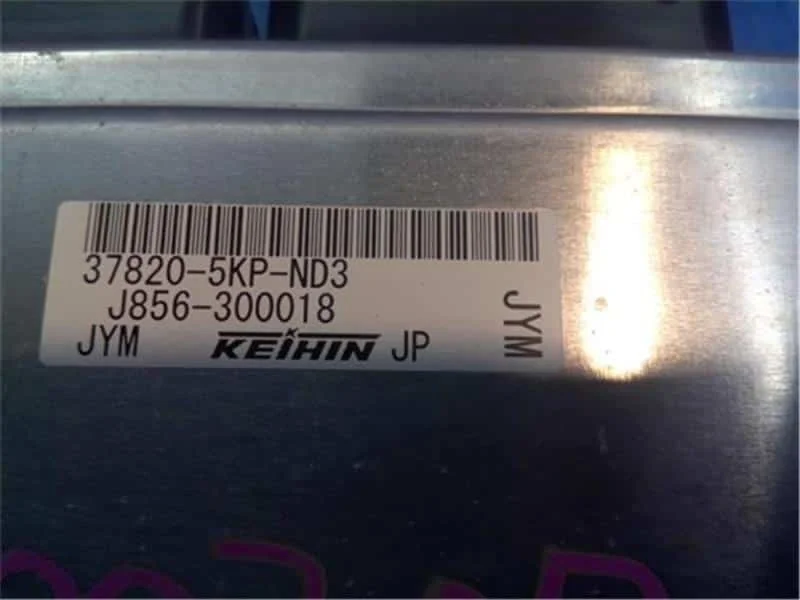 37820-5KP-ND3
J856-300018
JYM KEIHIN JP
JYM